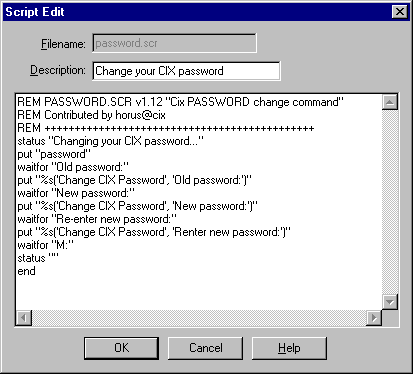 Script Edit
Filename: password.scr
Description: Change your CIX password
REM PASSWORD.SCR v1.12 "Cix PASSWORD change command"
REM Contributed by horus@cix
REM +++++++++++++++++++++++++++++++++++++++++++++
status "Changing your CIX password..."
put "password"
waitfor "Old password:"
put "%s('Change CIX Password', 'Old password:')"
waitfor "New password:"
put "%s('Change CIX Password', 'New password:')"
waitfor "Re-enter new password:"
put "%s('Change CIX Password', 'Renter new password:')"
waitfor "M:"
status ""
end
OK Cancel Help